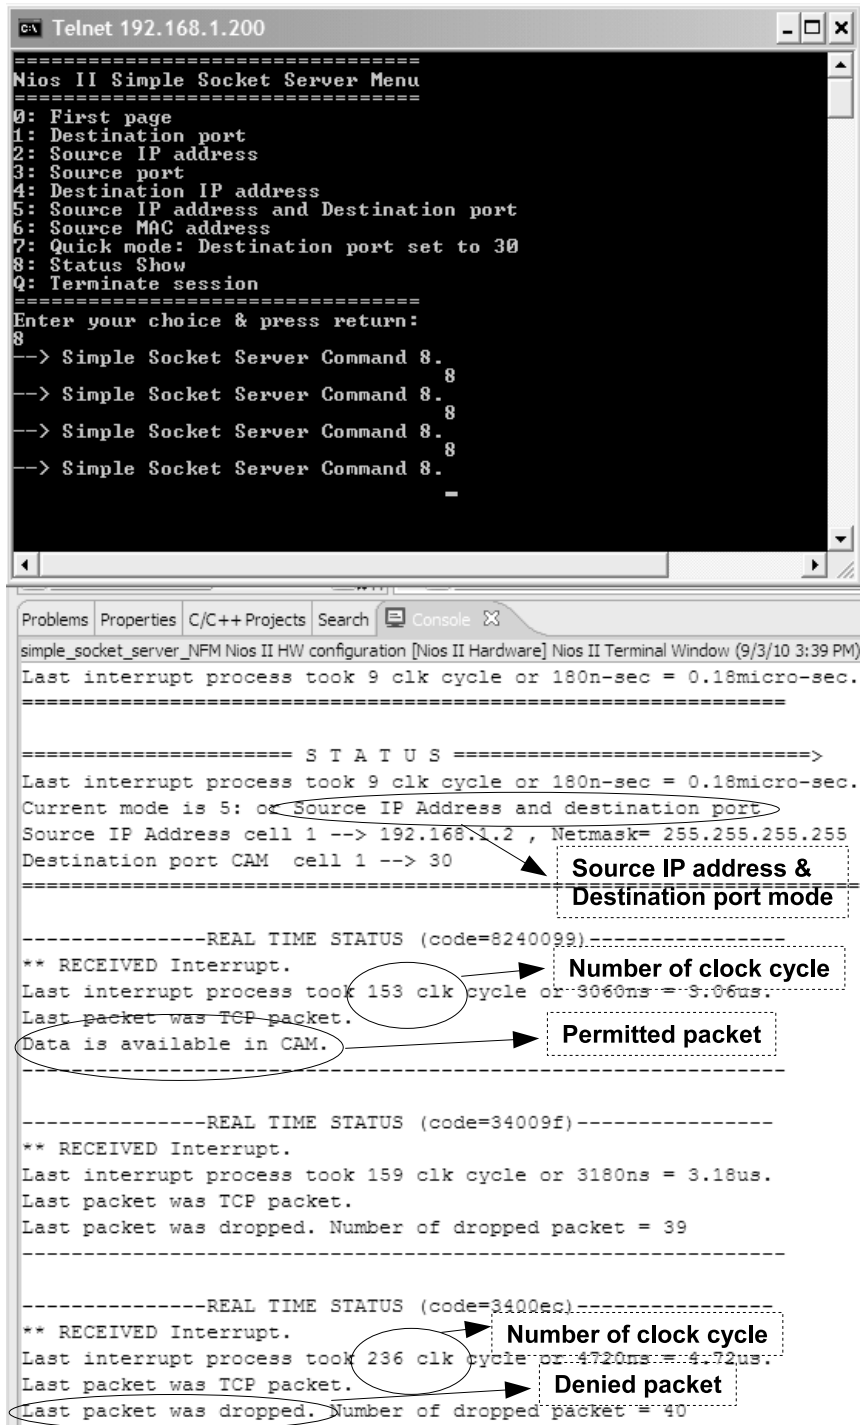 Telnet 192.168.1.200
==================================
Nios II Simple Socket Server Menu
==================================
0: First page
1: Destination port
2: Source IP address
3: Source port
4: Destination IP address
5: Source IP address and Destination port
6: Source MAC address
7: Quick mode: Destination port set to 30
8: Status Show
Q: Terminate session
==================================
Enter your choice & press return:
8
--> Simple Socket Server Command 8.
8
--> Simple Socket Server Command 8.
8
--> Simple Socket Server Command 8.
8
--> Simple Socket Server Command 8.
Problems Properties C/C++ Projects Search Console
simple_socket_server_NFM Nios II HW configuration [Nios II Hardware] Nios II Terminal Window (9/3/10 3:39 PM)
Last interrupt process took 9 clk cycle or 180n-sec = 0.18micro-sec.
==============================================================
====================== S T A T U S =============================>
Last interrupt process took 9 clk cycle or 180n-sec = 0.18micro-sec.
Current mode is 5: or Source IP Address and destination port
Source IP Address cell 1 --> 192.168.1.2 , Netmask= 255.255.255.255
Destination port CAM  cell 1 --> 30
Source IP address &
Destination port mode
====================================================================
---------------REAL TIME STATUS (code=8240099)----------------
** RECEIVED Interrupt.
Number of clock cycle
Last interrupt process took 153 clk cycle or 3060ns = 3.06us.
Last packet was TCP packet.
Data is available in CAM.
Permitted packet
--------------------------------------------------------------
---------------REAL TIME STATUS (code=34009f)----------------
** RECEIVED Interrupt.
Last interrupt process took 159 clk cycle or 3180ns = 3.18us.
Last packet was TCP packet.
Last packet was dropped. Number of dropped packet = 39
--------------------------------------------------------------
---------------REAL TIME STATUS (code=3400ec)----------------
** RECEIVED Interrupt.
Number of clock cycle
Last interrupt process took 236 clk cycle or 4720ns = 4.72us.
Last packet was TCP packet.
Denied packet
Last packet was dropped. Number of dropped packet = 40